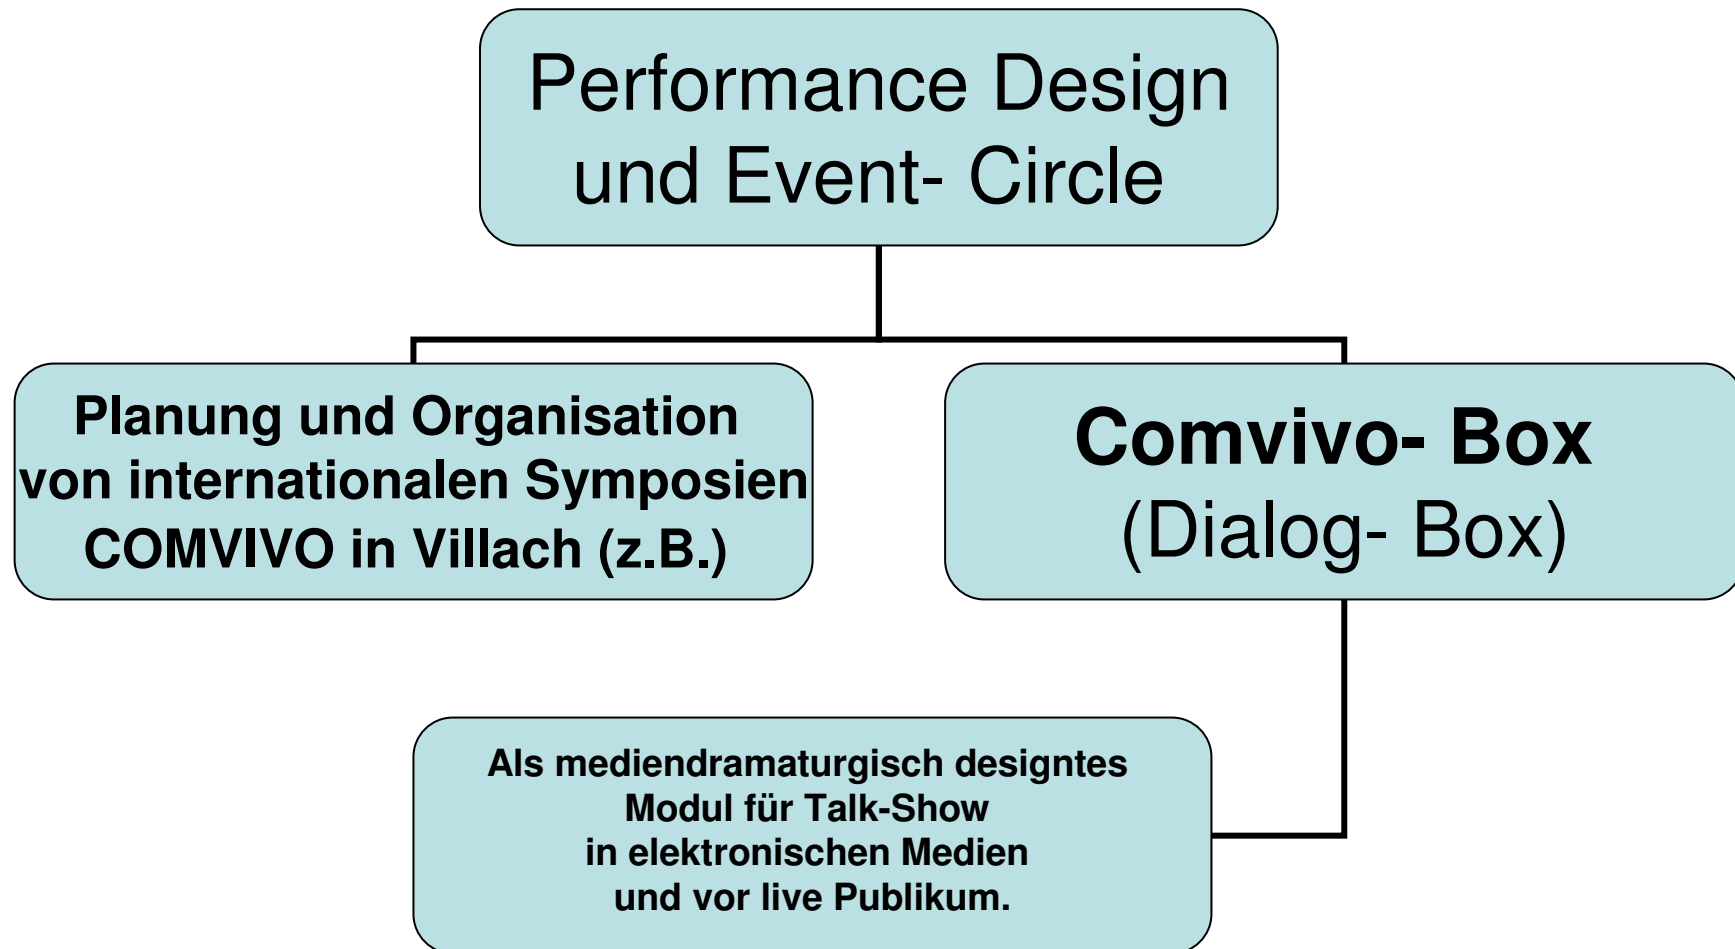 Performance Design
und Event- Circle
Planung und Organisation
von internationalen Symposien
COMVIVO in Villach (z.B.)
Comvivo- Box
(Dialog- Box)
Als mediendramaturgisch designtes
Modul für Talk-Show
in elektronischen Medien
und vor live Publikum.